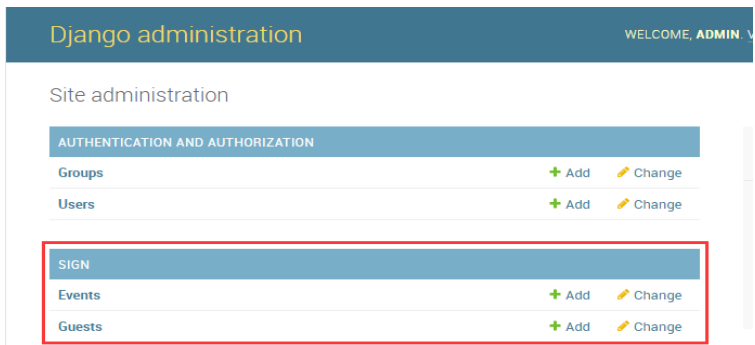 Django administration
WELCOME, ADMIN. V
Site administration
AUTHENTICATION AND AUTHORIZATION
Groups + Add Change
Users + Add Change
SIGN
Events + Add Change
Guests + Add Change